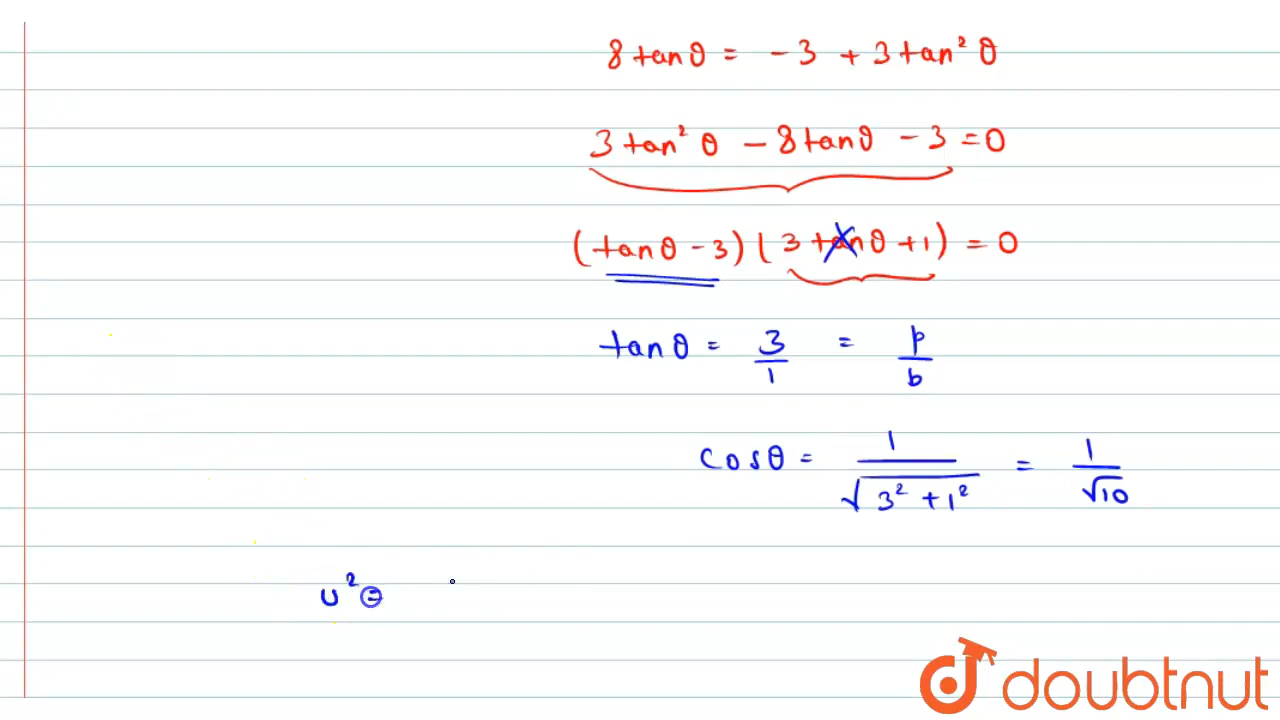 8 tanθ = -3 + 3 tan² θ
3 tan² θ - 8 tanθ - 3 = 0
(tanθ - 3) (3 tanθ + 1) = 0
tanθ = 3/1 = p/b
cosθ = 1/√(3² + 1²) = 1/√10
u² =
doubtnut